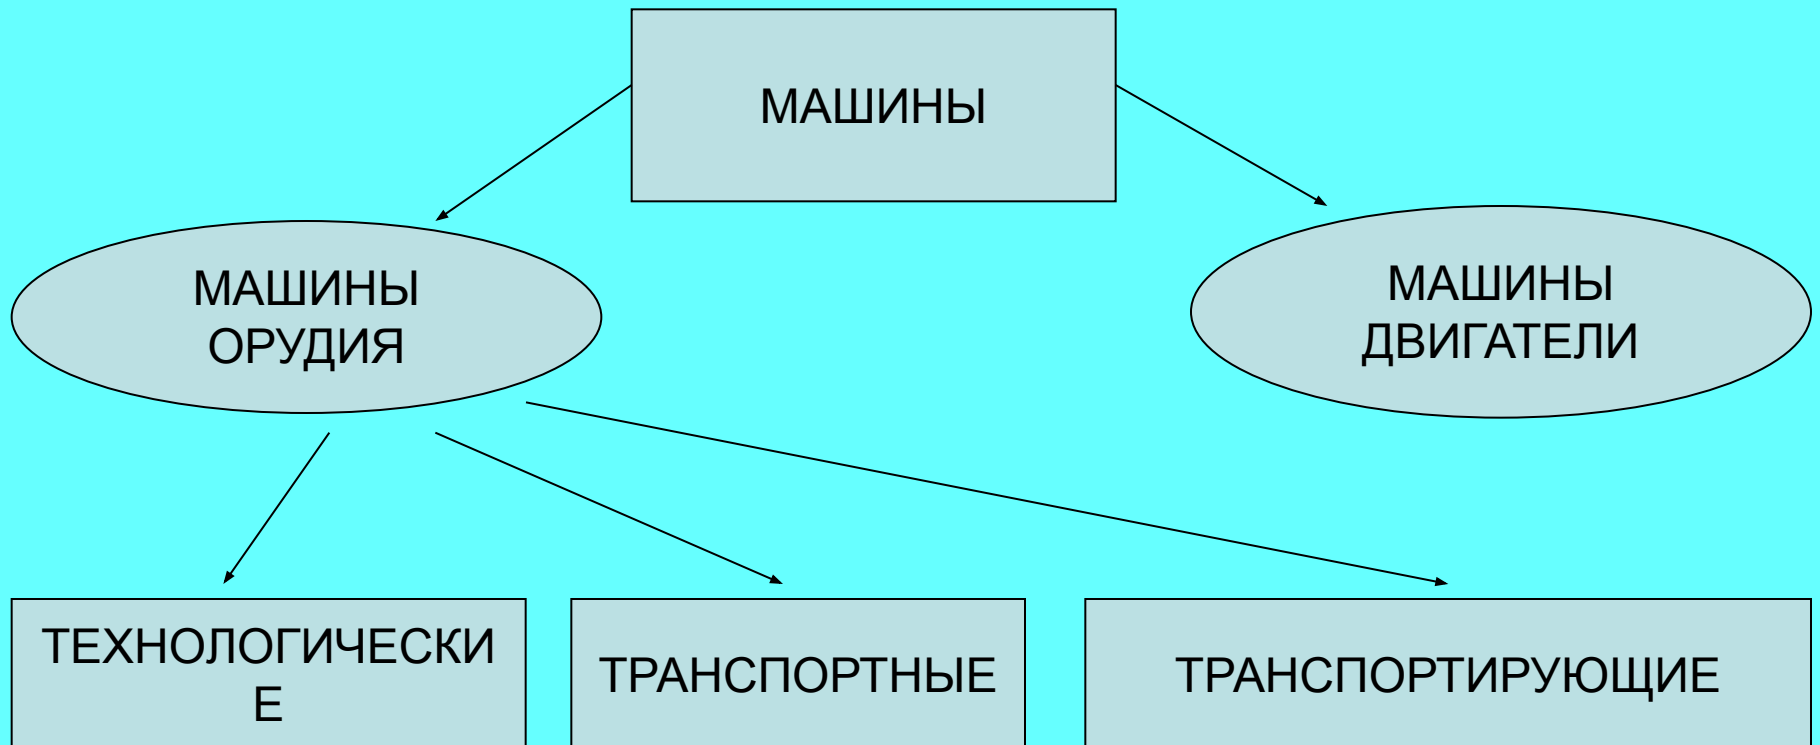 МАШИНЫ
МАШИНЫ
ОРУДИЯ
МАШИНЫ
ДВИГАТЕЛИ
ТЕХНОЛОГИЧЕСКИ
Е
ТРАНСПОРТНЫЕ
ТРАНСПОРТИРУЮЩИЕ